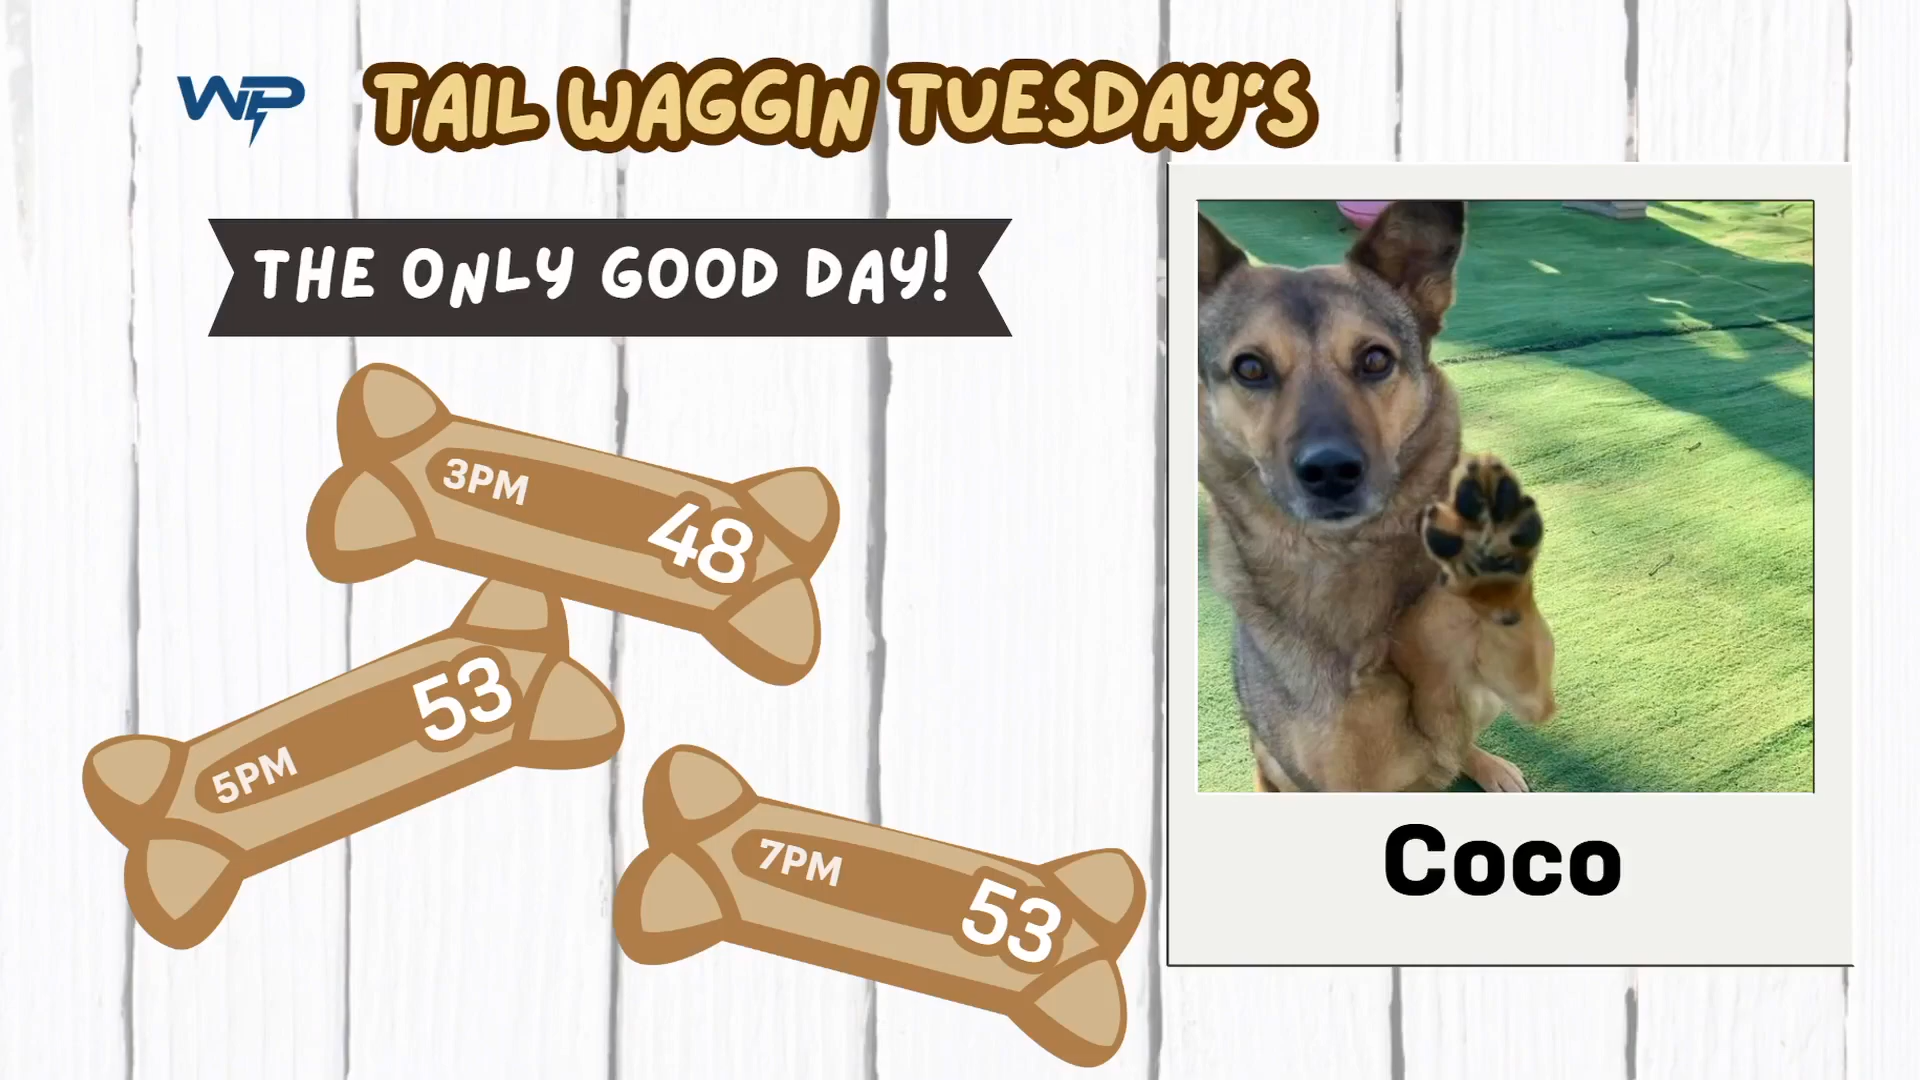 WP
TAIL WAGGIN TUESDAY'S
THE ONLY GOOD DAY!
3PM
48
5PM
53
7PM
53
Coco